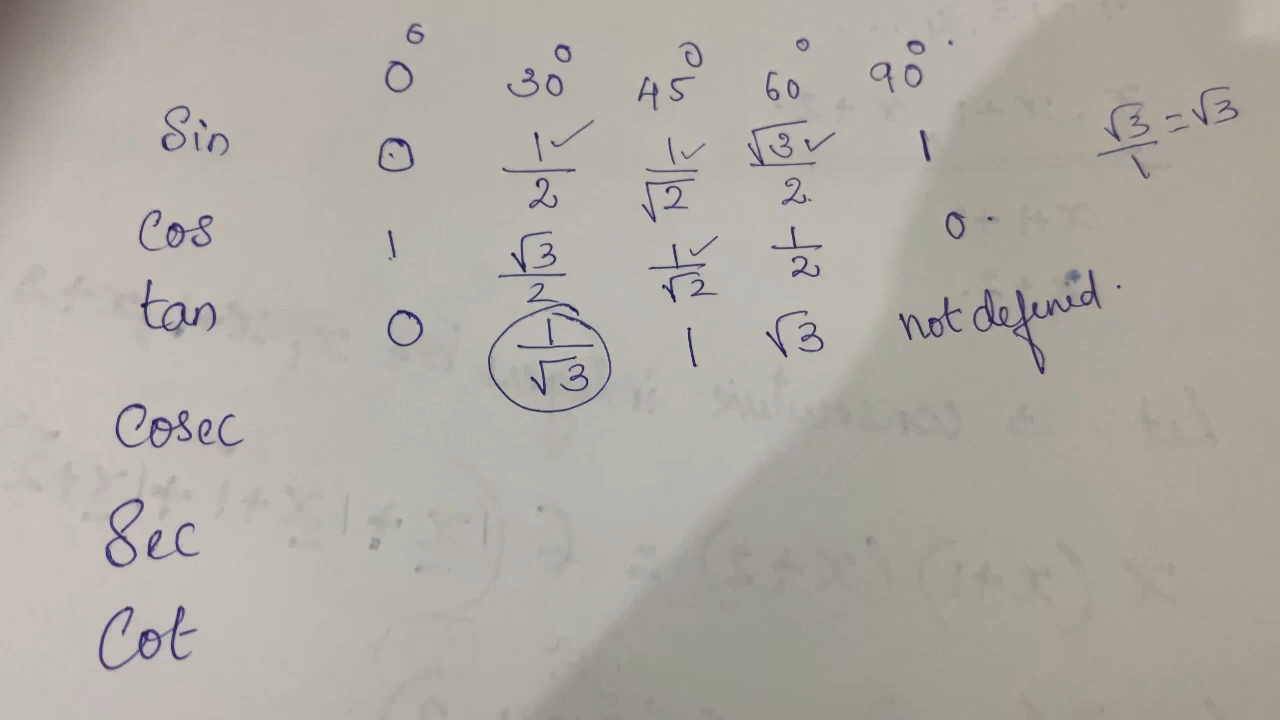 0° 30° 45° 60° 90°
Sin 0 1/2 1/√2 √3/2 1 √3/1 = √3
Cos 1 √3/2 1/√2 1/2 0
tan 0 1/√3 1 √3 not defenid.
Cosec
Sec
Cot